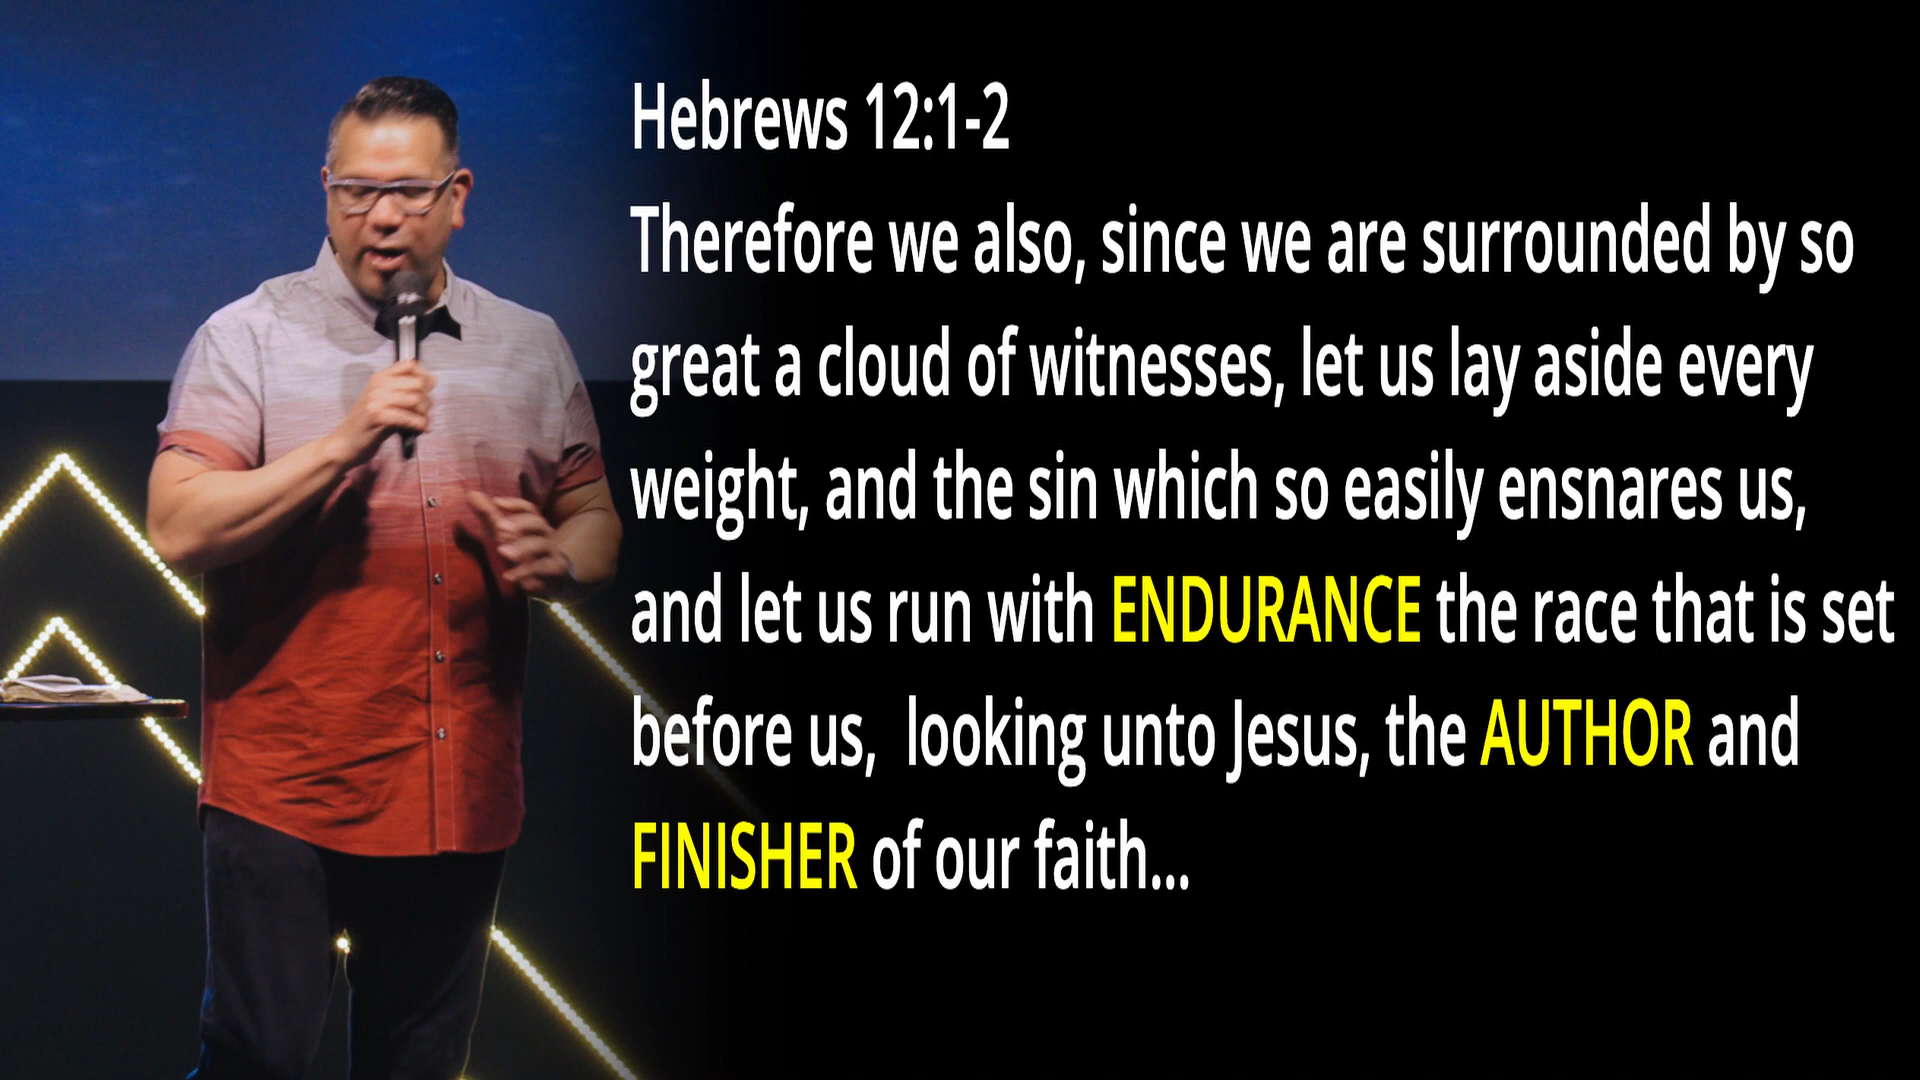 Hebrews 12:1-2
Therefore we also, since we are surrounded by so
great a cloud of witnesses, let us lay aside every
weight, and the sin which so easily ensnares us,
and let us run with ENDURANCE the race that is set
before us,  looking unto Jesus, the AUTHOR and
FINISHER of our faith...